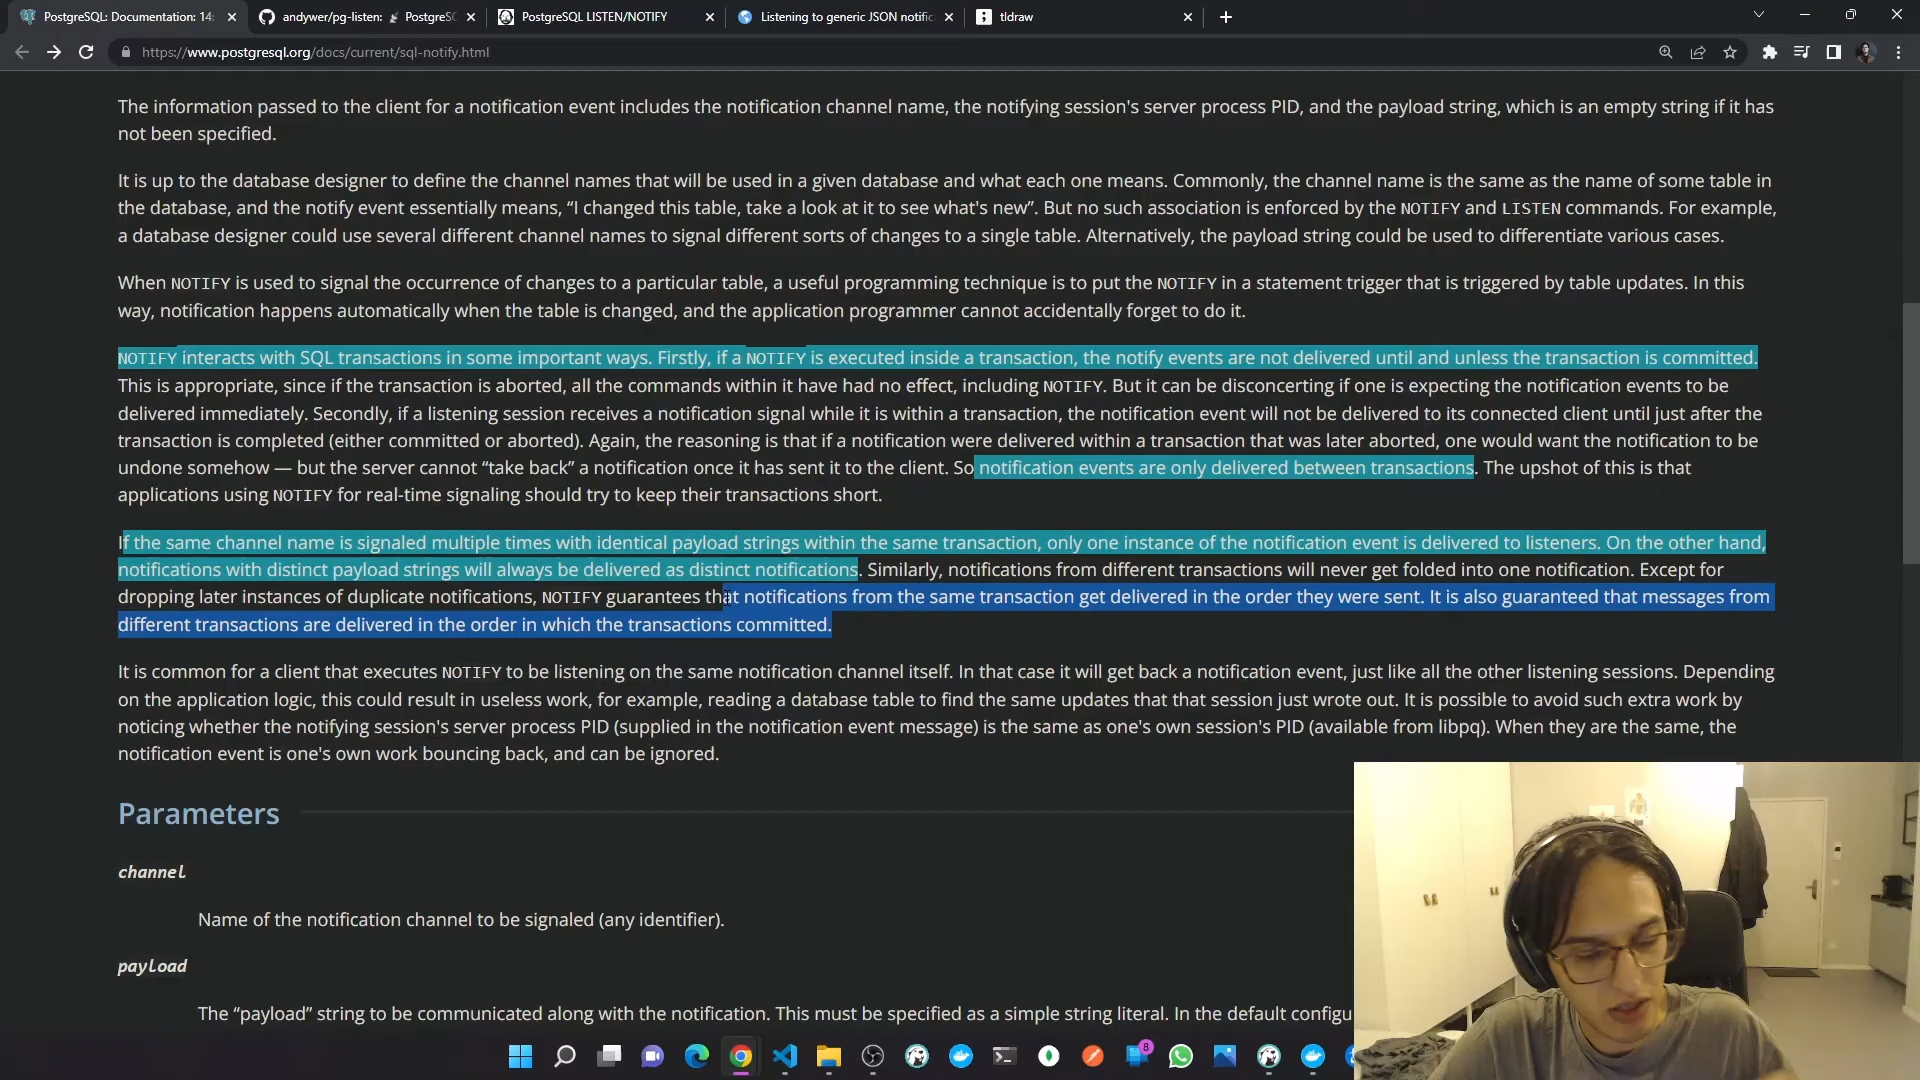 PostgreSQL: Documentation: 14:
andywer/pg-listen: PostgreSQ
PostgreSQL LISTEN/NOTIFY
Listening to generic JSON notific
tldraw
https://www.postgresql.org/docs/current/sql-notify.html
The information passed to the client for a notification event includes the notification channel name, the notifying session's server process PID, and the payload string, which is an empty string if it has
not been specified.
It is up to the database designer to define the channel names that will be used in a given database and what each one means. Commonly, the channel name is the same as the name of some table in
the database, and the notify event essentially means, “I changed this table, take a look at it to see what's new”. But no such association is enforced by the NOTIFY and LISTEN commands. For example,
a database designer could use several different channel names to signal different sorts of changes to a single table. Alternatively, the payload string could be used to differentiate various cases.
When NOTIFY is used to signal the occurrence of changes to a particular table, a useful programming technique is to put the NOTIFY in a statement trigger that is triggered by table updates. In this
way, notification happens automatically when the table is changed, and the application programmer cannot accidentally forget to do it.
NOTIFY interacts with SQL transactions in some important ways. Firstly, if a NOTIFY is executed inside a transaction, the notify events are not delivered until and unless the transaction is committed.
This is appropriate, since if the transaction is aborted, all the commands within it have had no effect, including NOTIFY. But it can be disconcerting if one is expecting the notification events to be
delivered immediately. Secondly, if a listening session receives a notification signal while it is within a transaction, the notification event will not be delivered to its connected client until just after the
transaction is completed (either committed or aborted). Again, the reasoning is that if a notification were delivered within a transaction that was later aborted, one would want the notification to be
undone somehow — but the server cannot “take back” a notification once it has sent it to the client. So notification events are only delivered between transactions. The upshot of this is that
applications using NOTIFY for real-time signaling should try to keep their transactions short.
If the same channel name is signaled multiple times with identical payload strings within the same transaction, only one instance of the notification event is delivered to listeners. On the other hand,
notifications with distinct payload strings will always be delivered as distinct notifications. Similarly, notifications from different transactions will never get folded into one notification. Except for
dropping later instances of duplicate notifications, NOTIFY guarantees that notifications from the same transaction get delivered in the order they were sent. It is also guaranteed that messages from
different transactions are delivered in the order in which the transactions committed.
It is common for a client that executes NOTIFY to be listening on the same notification channel itself. In that case it will get back a notification event, just like all the other listening sessions. Depending
on the application logic, this could result in useless work, for example, reading a database table to find the same updates that that session just wrote out. It is possible to avoid such extra work by
noticing whether the notifying session's server process PID (supplied in the notification event message) is the same as one's own session's PID (available from libpq). When they are the same, the
notification event is one's own work bouncing back, and can be ignored.
Parameters
channel
Name of the notification channel to be signaled (any identifier).
payload
The “payload” string to be communicated along with the notification. This must be specified as a simple string literal. In the default configu
8